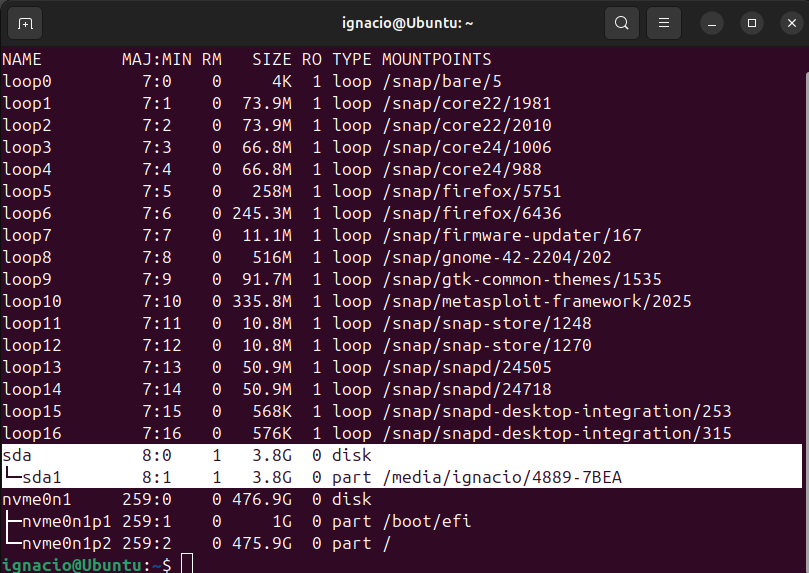 ignacio@Ubuntu: ~
NAME MAJ:MIN RM SIZE RO TYPE MOUNTPOINTS
loop0 7:0 0 4K 1 loop /snap/bare/5
loop1 7:1 0 73.9M 1 loop /snap/core22/1981
loop2 7:2 0 73.9M 1 loop /snap/core22/2010
loop3 7:3 0 66.8M 1 loop /snap/core24/1006
loop4 7:4 0 66.8M 1 loop /snap/core24/988
loop5 7:5 0 258M 1 loop /snap/firefox/5751
loop6 7:6 0 245.3M 1 loop /snap/firefox/6436
loop7 7:7 0 11.1M 1 loop /snap/firmware-updater/167
loop8 7:8 0 516M 1 loop /snap/gnome-42-2204/202
loop9 7:9 0 91.7M 1 loop /snap/gtk-common-themes/1535
loop10 7:10 0 335.8M 1 loop /snap/metasploit-framework/2025
loop11 7:11 0 10.8M 1 loop /snap/snap-store/1248
loop12 7:12 0 10.8M 1 loop /snap/snap-store/1270
loop13 7:13 0 50.9M 1 loop /snap/snapd/24505
loop14 7:14 0 50.9M 1 loop /snap/snapd/24718
loop15 7:15 0 568K 1 loop /snap/snapd-desktop-integration/253
loop16 7:16 0 576K 1 loop /snap/snapd-desktop-integration/315
sda 8:0 1 3.8G 0 disk
└─sda1 8:1 1 3.8G 0 part /media/ignacio/4889-7BEA
nvme0n1 259:0 0 476.9G 0 disk
├─nvme0n1p1 259:1 0 1G 0 part /boot/efi
└─nvme0n1p2 259:2 0 475.9G 0 part /
ignacio@Ubuntu:~$